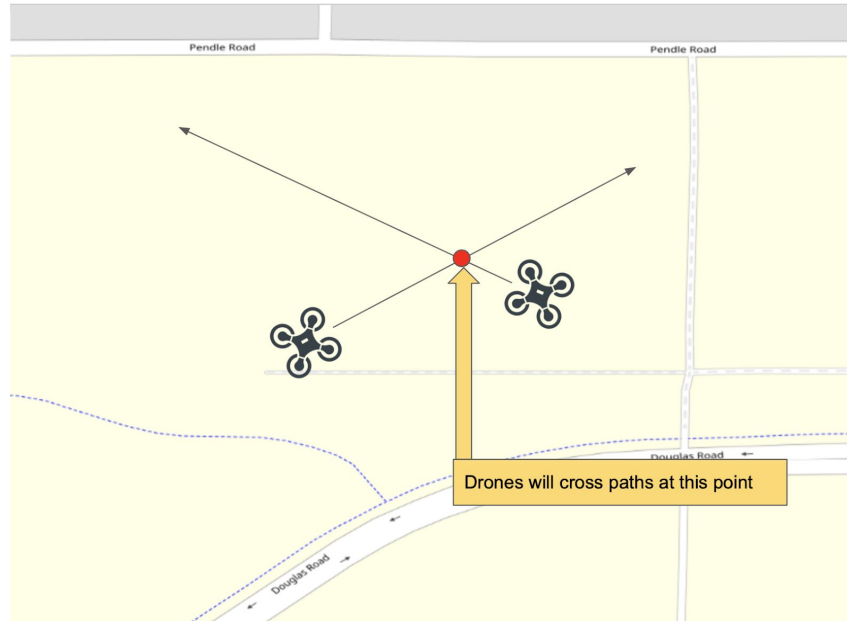 Pendle Road
Pendle Road
Douglas Road
Drones will cross paths at this point
Douglas Road